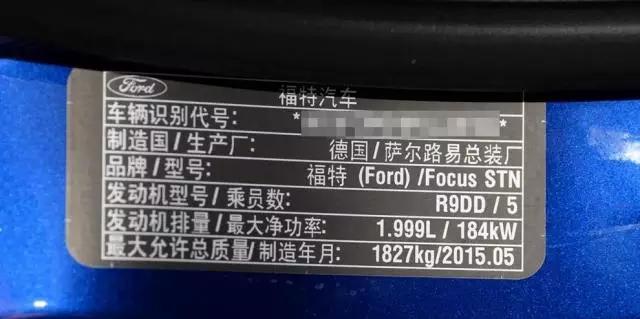 Ford
福特汽车
车辆识别代号: * *
制造国/生产厂: 德国/萨尔路易总装厂
品牌/型号: 福特 (Ford) /Focus STN
发动机型号/乘员数: R9DD / 5
发动机排量/最大净功率: 1.999L / 184kW
最大允许总质量/制造年月: 1827kg/2015.05